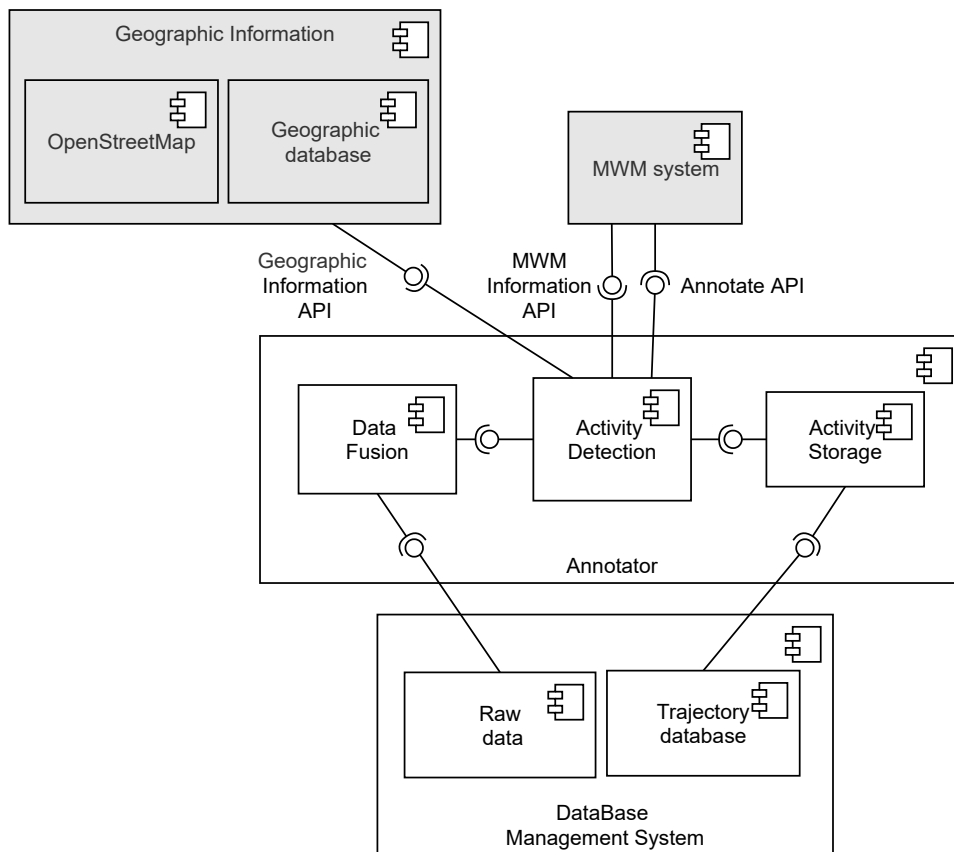 Geographic Information
OpenStreetMap
Geographic
database
MWM system
Geographic
Information
API
MWM
Information
API
Annotate API
Data
Fusion
Activity
Detection
Activity
Storage
Annotator
Raw
data
Trajectory
database
DataBase
Management System